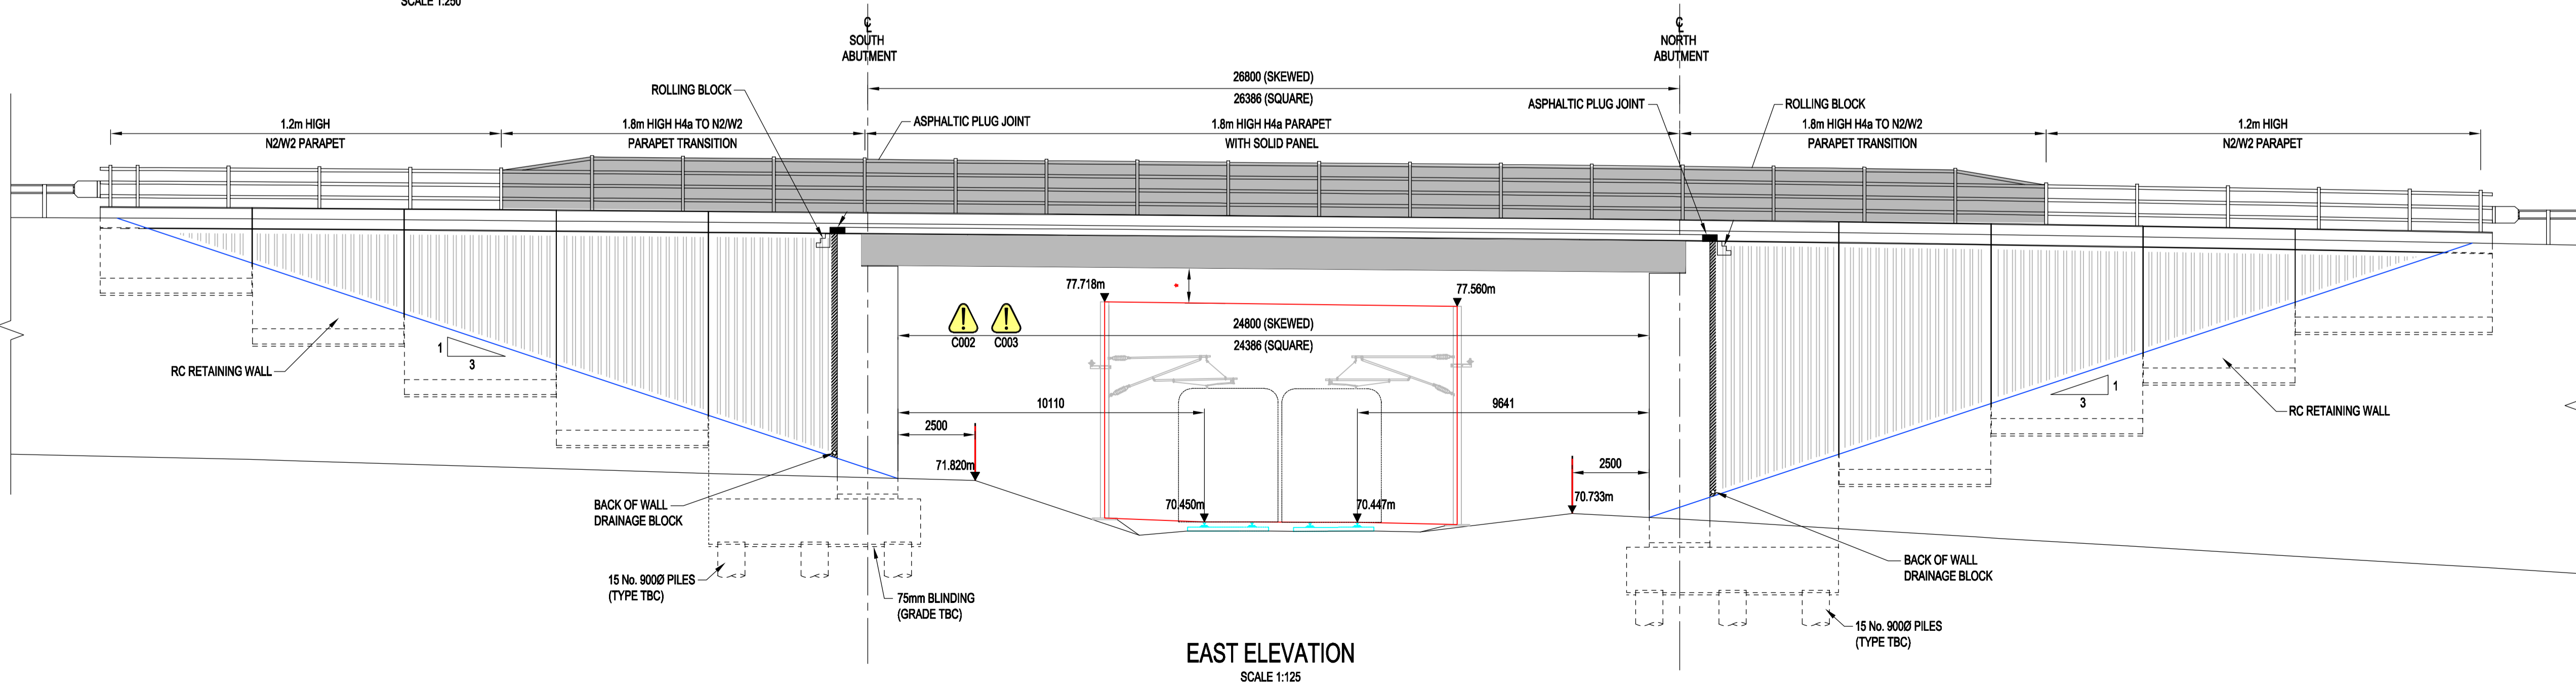 SCALE 1:250
℄
SOUTH
ABUTMENT
℄
NORTH
ABUTMENT
26800 (SKEWED)
26386 (SQUARE)
ROLLING BLOCK
ASPHALTIC PLUG JOINT
ASPHALTIC PLUG JOINT
ROLLING BLOCK
1.2m HIGH
N2/W2 PARAPET
1.8m HIGH H4a TO N2/W2
PARAPET TRANSITION
1.8m HIGH H4a PARAPET
WITH SOLID PANEL
1.8m HIGH H4a TO N2/W2
PARAPET TRANSITION
1.2m HIGH
N2/W2 PARAPET
77.718m
*
77.560m
! !
C002 C003
24800 (SKEWED)
24386 (SQUARE)
1
3
RC RETAINING WALL
1
3
RC RETAINING WALL
10110
9641
2500
71.820m
2500
70.733m
70.450m
70.447m
BACK OF WALL
DRAINAGE BLOCK
BACK OF WALL
DRAINAGE BLOCK
15 No. 900Ø PILES
(TYPE TBC)
75mm BLINDING
(GRADE TBC)
15 No. 900Ø PILES
(TYPE TBC)
EAST ELEVATION
SCALE 1:125